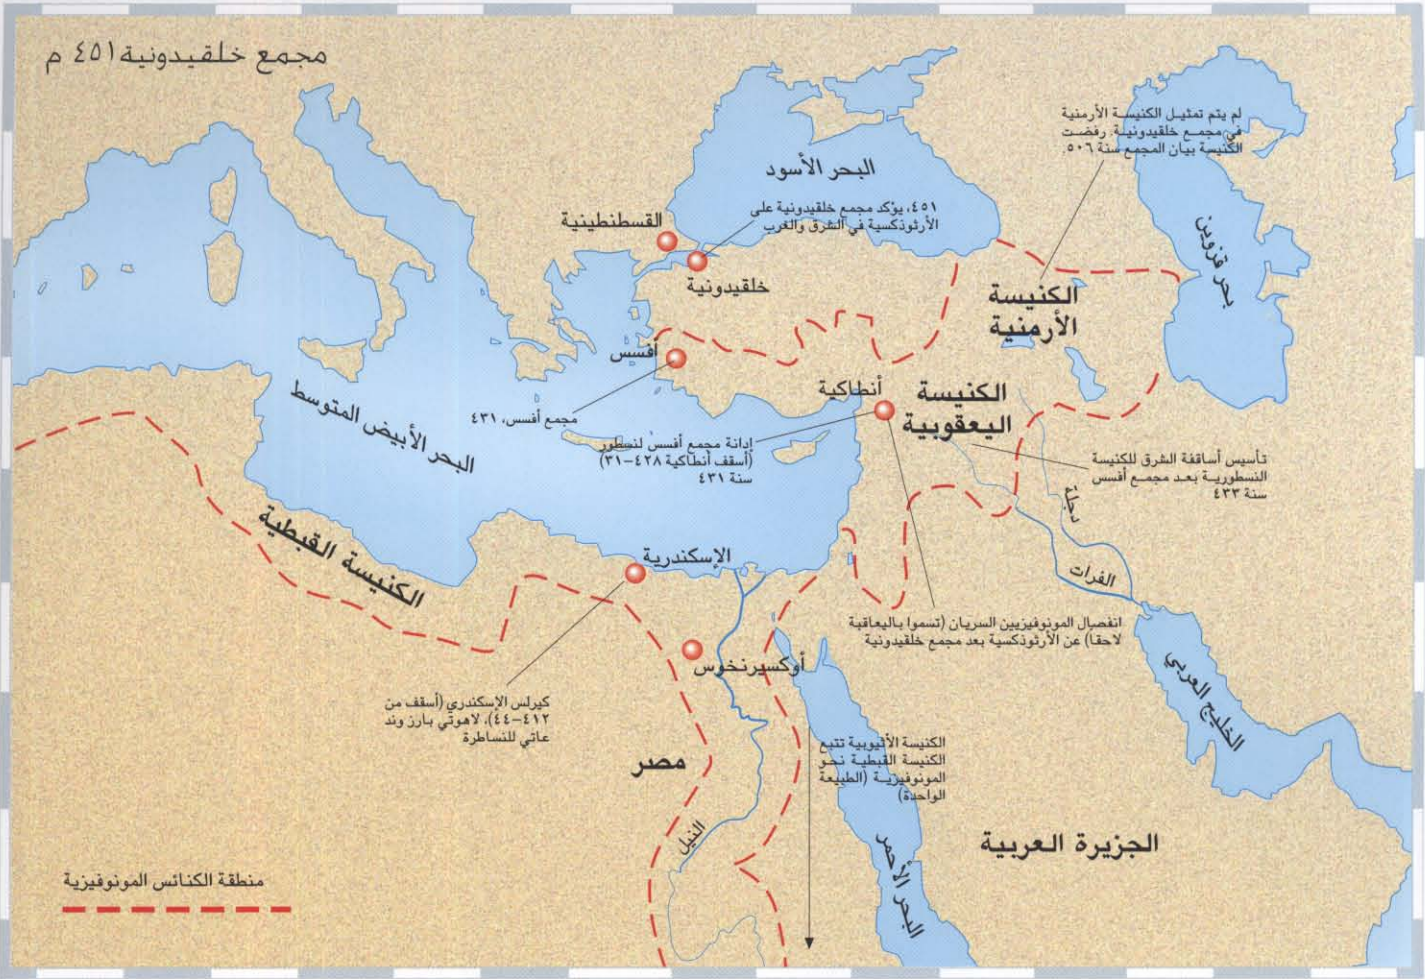 مجمع خلقيدونية ٤٥١ م
لم يتم تمثيل الكنيسة الأرمنية
في مجمع خلقيدونية. رفضت
الكنيسة بيان المجمع سنة ٥٠٦.
البحر الأسود
٤٥١، يؤكد مجمع خلقيدونية على
الأرثوذكسية في الشرق والغرب
القسطنطينية
خلقيدونية
بحر قزوين
الكنيسة
الأرمنية
أفسس
أنطاكية
الكنيسة
اليعقوبية
البحر الأبيض المتوسط
مجمع أفسس، ٤٣١
إدانة مجمع أفسس لنسطور
(أسقف أنطاكية ٤٢٨–٣١)
سنة ٤٣١
تأسيس أساقفة الشرق للكنيسة
النسطورية بعد مجمع أفسس
سنة ٤٣٣
دجلة
الفرات
الكنيسة القبطية
الإسكندرية
انفصال المونوفيزيين السريان (تسموا باليعاقبة
لاحقا) عن الأرثوذكسية بعد مجمع خلقيدونية
أوكسيرنخوس
الخليج العربي
كيرلس الإسكندري (أسقف من
٤١٢–٤٤)، لاهوتي بارز وند
عاتي للنساطرة
الكنيسة الأثيوبية تتبع
الكنيسة القبطية نحو
المونوفيزية (الطبيعة
الواحدة)
مصر
النيل
البحر الأحمر
الجزيرة العربية
منطقة الكنائس المونوفيزية